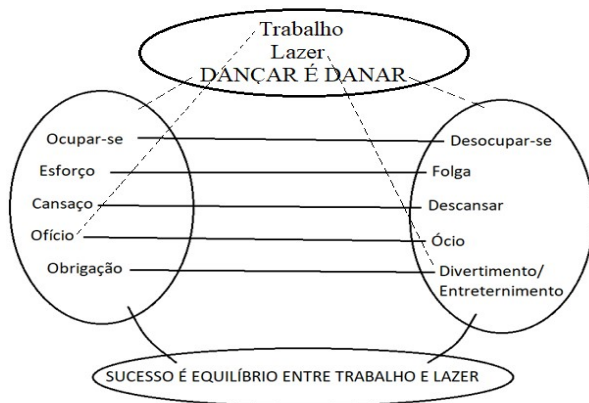 Trabalho
Lazer
DANÇAR É DANAR
Ocupar-se
Desocupar-se
Esforço
Folga
Cansaço
Descansar
Ofício
Ócio
Obrigação
Divertimento/
Entreternimento
SUCESSO É EQUILÍBRIO ENTRE TRABALHO E LAZER